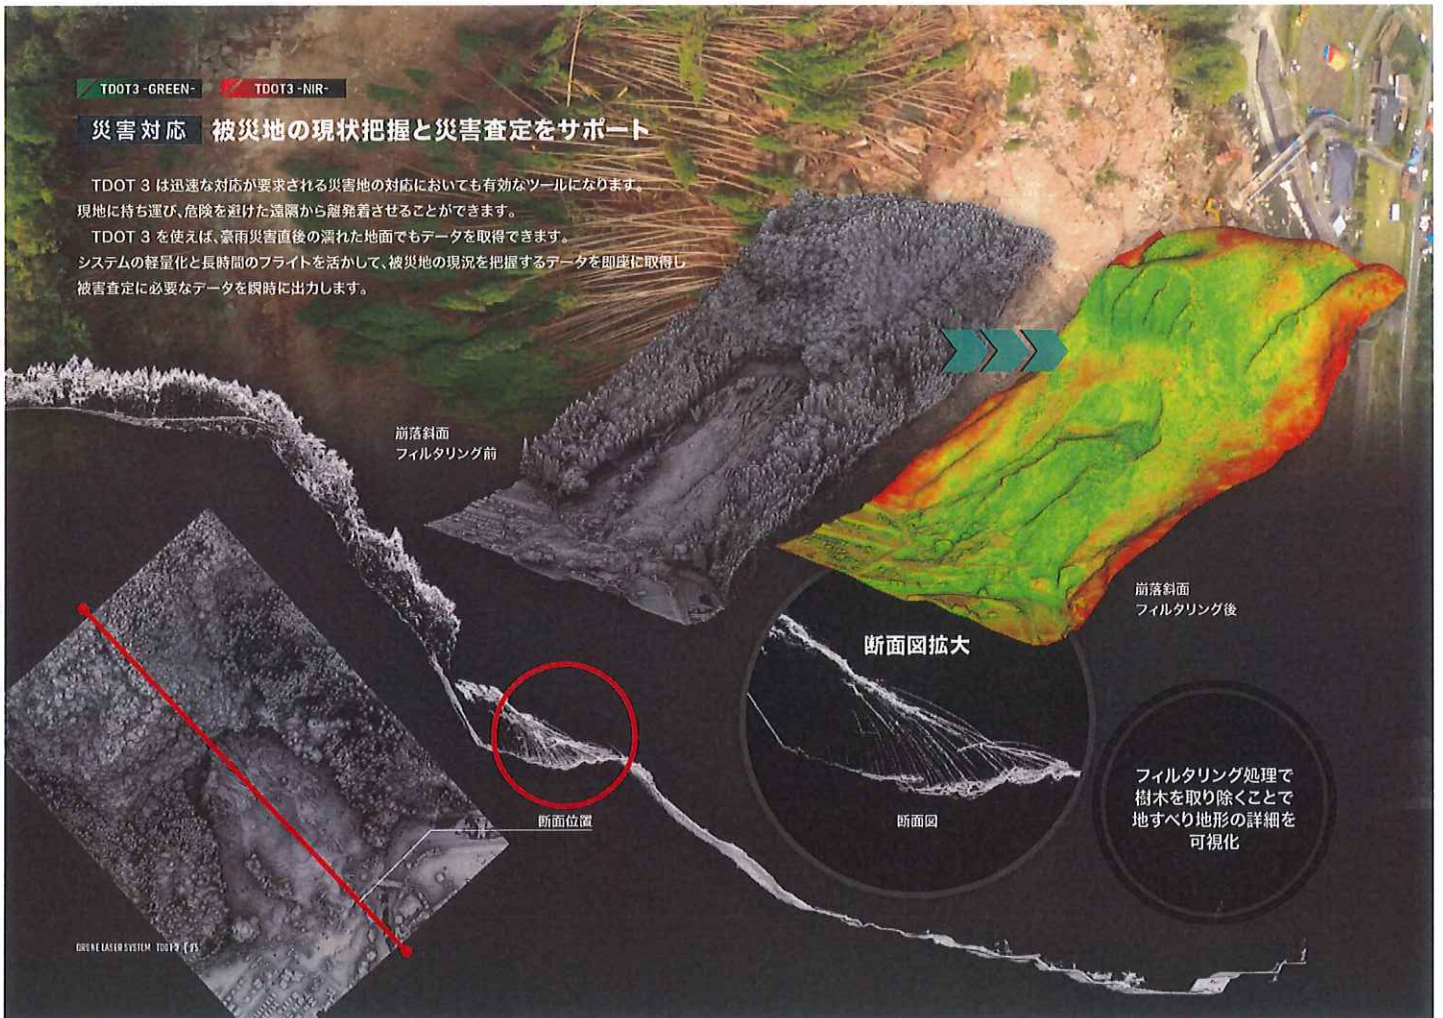 TDOT3 -GREEN-
TDOT3 -NIR-
災害対応 被災地の現状把握と災害査定をサポート
TDOT 3 は迅速な対応が要求される災害地の対応においても有効なツールになります。
現地に持ち運び、危険を避けた遠隔から離発着させることができます。
TDOT 3 を使えば、豪雨災害直後の濡れた地面でもデータを取得できます。
システムの軽量化と長時間のフライトを活かして、被災地の現況を把握するデータを即座に取得し
被害査定に必要なデータを瞬時に出力します。
崩落斜面
フィルタリング前
崩落斜面
フィルタリング後
断面図拡大
断面図
断面位置
フィルタリング処理で
樹木を取り除くことで
地すべり地形の詳細を
可視化
DRONE LASER SYSTEM TDOT 3